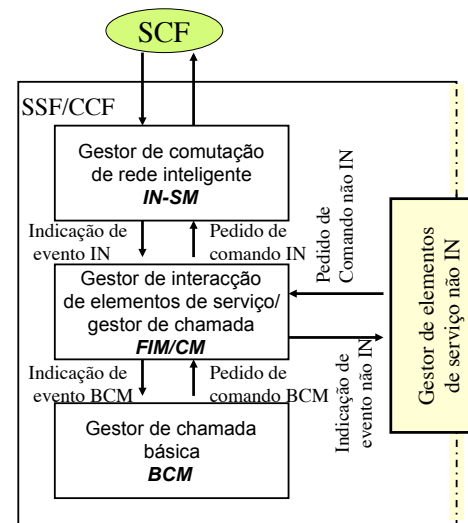 SCF
SSF/CCF
Gestor de comutação
de rede inteligente
IN-SM
Indicação de
evento IN
Pedido de
comando IN
Pedido de
Comando não IN
Gestor de interacção
de elementos de serviço/
gestor de chamada
FIM/CM
Gestor de elementos
de serviço não IN
Indicação de
evento BCM
Pedido de
comando BCM
Indicação de
evento não IN
Gestor de chamada
básica
BCM